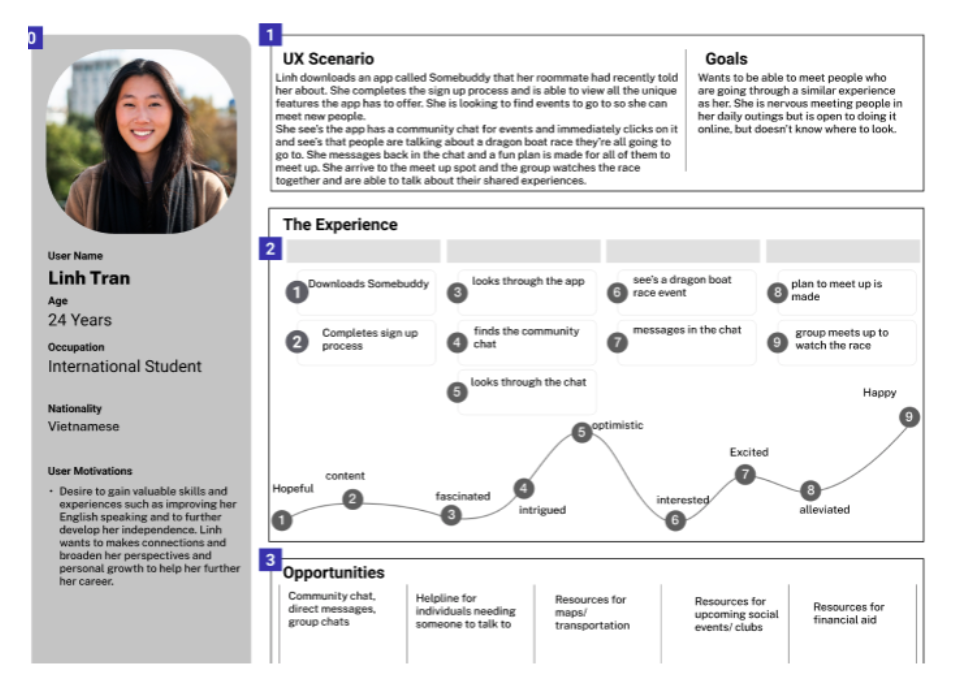 0
User Name
Linh Tran
Age
24 Years
Occupation
International Student
Nationality
Vietnamese
User Motivations
• Desire to gain valuable skills and
experiences such as improving her
English speaking and to further
develop her independence. Linh
wants to makes connections and
broaden her perspectives and
personal growth to help her further
her career.
1
UX Scenario
Linh downloads an app called Somebuddy that her roommate had recently told
her about. She completes the sign up process and is able to view all the unique
features the app has to offer. She is looking to find events to go to so she can
meet new people.
She see's the app has a community chat for events and immediately clicks on it
and see's that people are talking about a dragon boat race they're all going to
go to. She messages back in the chat and a fun plan is made for all of them to
meet up. She arrive to the meet up spot and the group watches the race
together and are able to talk about their shared experiences.
Goals
Wants to be able to meet people who
are going through a similar experience
as her. She is nervous meeting people in
her daily outings but is open to doing it
online, but doesn't know where to look.
2
The Experience
1
Downloads Somebuddy
2
Completes sign up
process
3
looks through the app
4
finds the community
chat
5
looks through the chat
6
see's a dragon boat
race event
7
messages in the chat
8
plan to meet up is
made
9
group meets up to
watch the race
Hopeful
1
content
2
fascinated
3
4
intrigued
5
optimistic
interested
6
Excited
7
8
alleviated
Happy
9
3
Opportunities
Community chat,
direct messages,
group chats
Helpline for
individuals needing
someone to talk to
Resources for
maps/
transportation
Resources for
upcoming social
events/ clubs
Resources for
financial aid